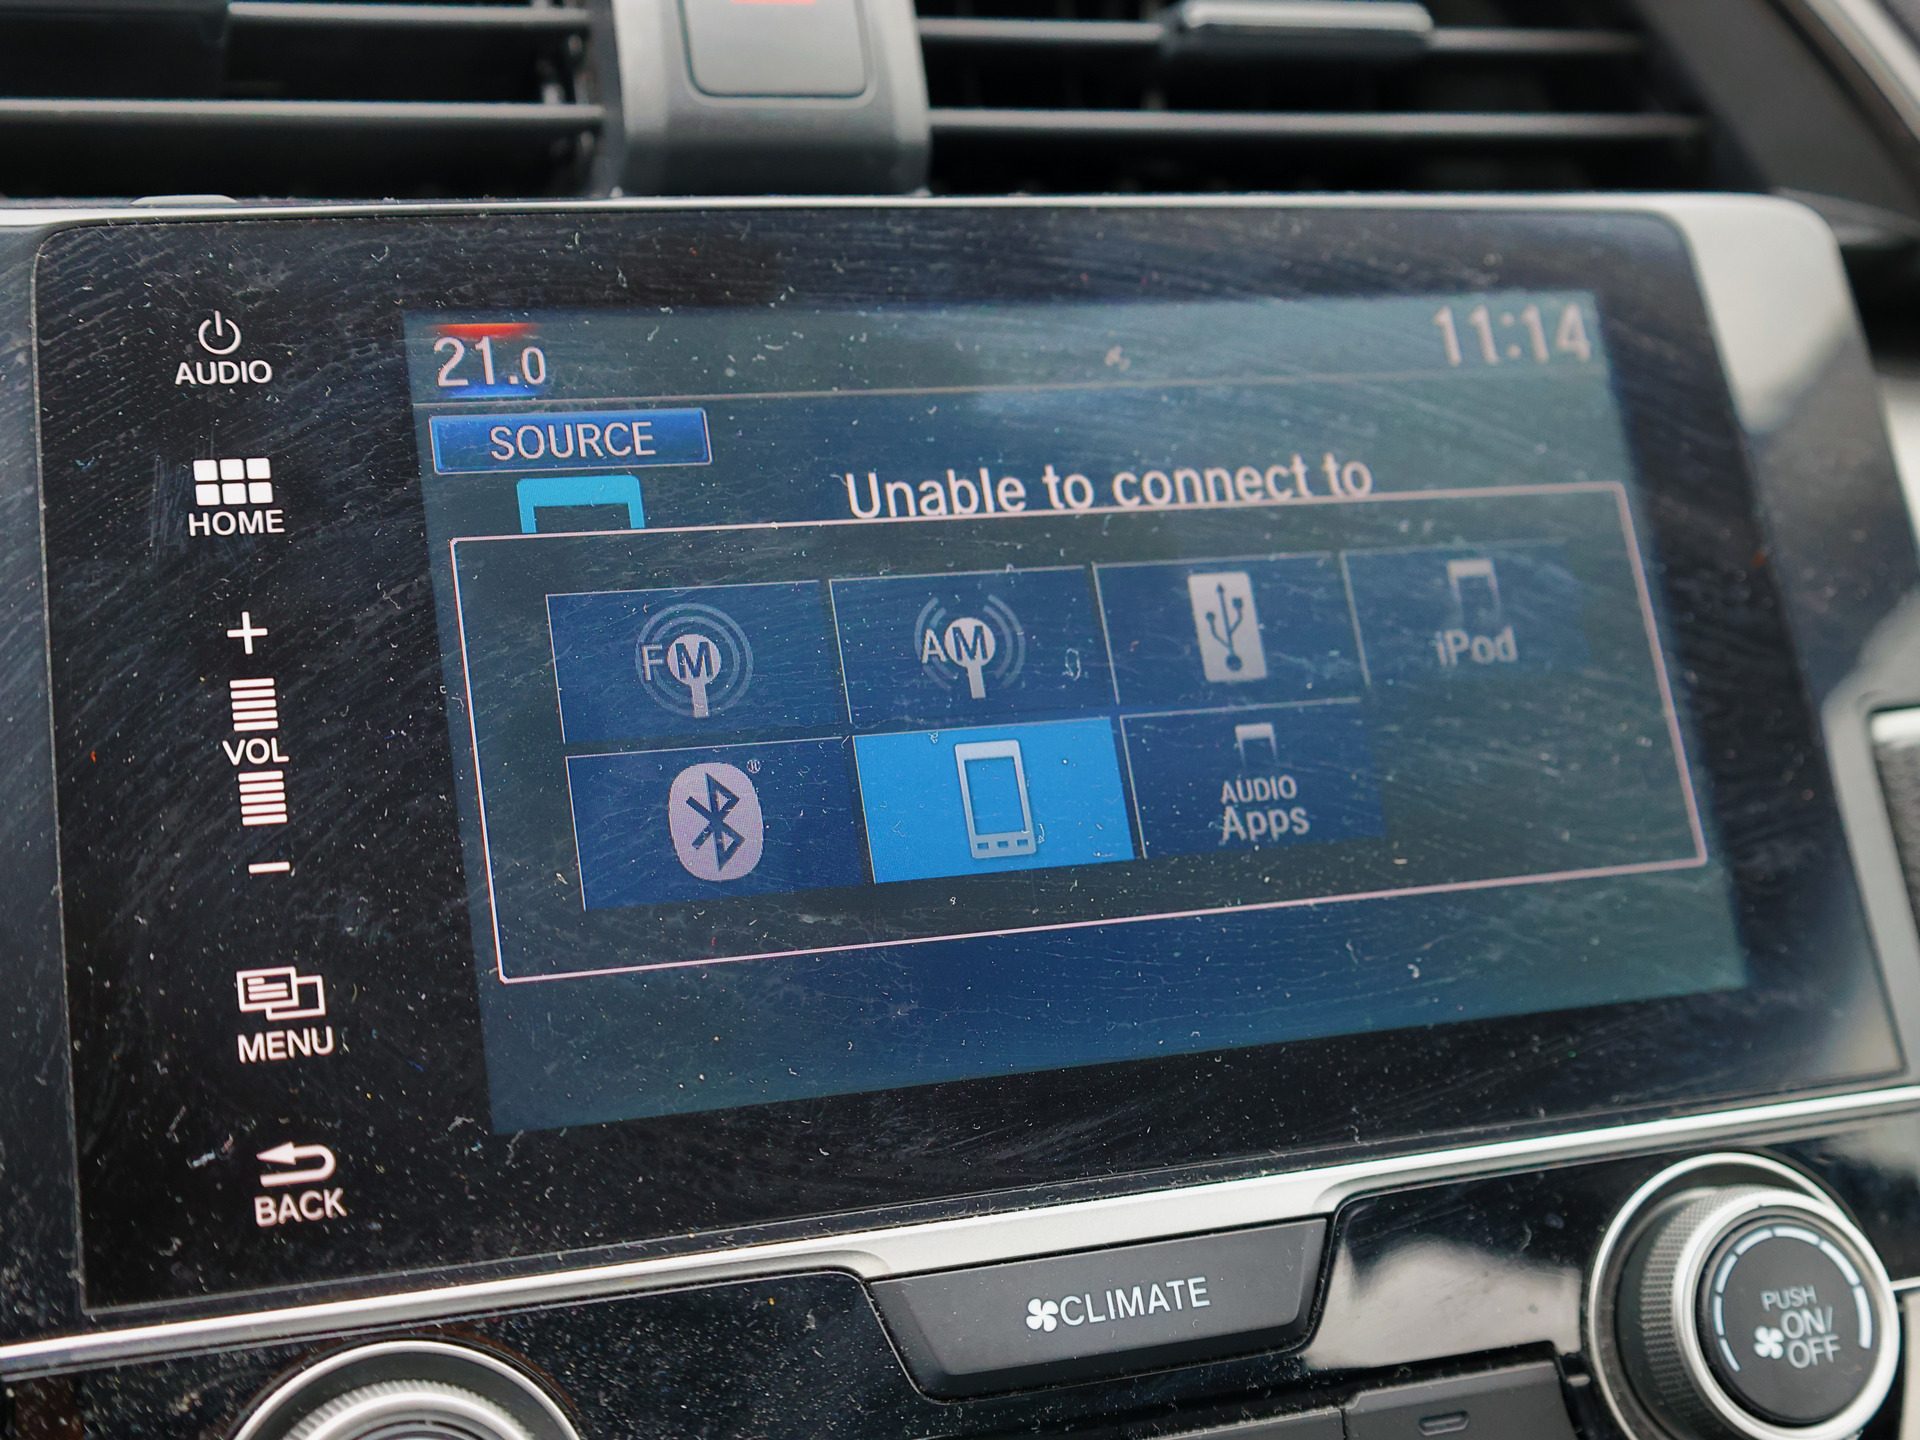 AUDIO
21.0
11:14
SOURCE
HOME
Unable to connect to
+
FM
AM
iPod
VOL
®
AUDIO
Apps
−
MENU
BACK
CLIMATE
PUSH
ON/
OFF